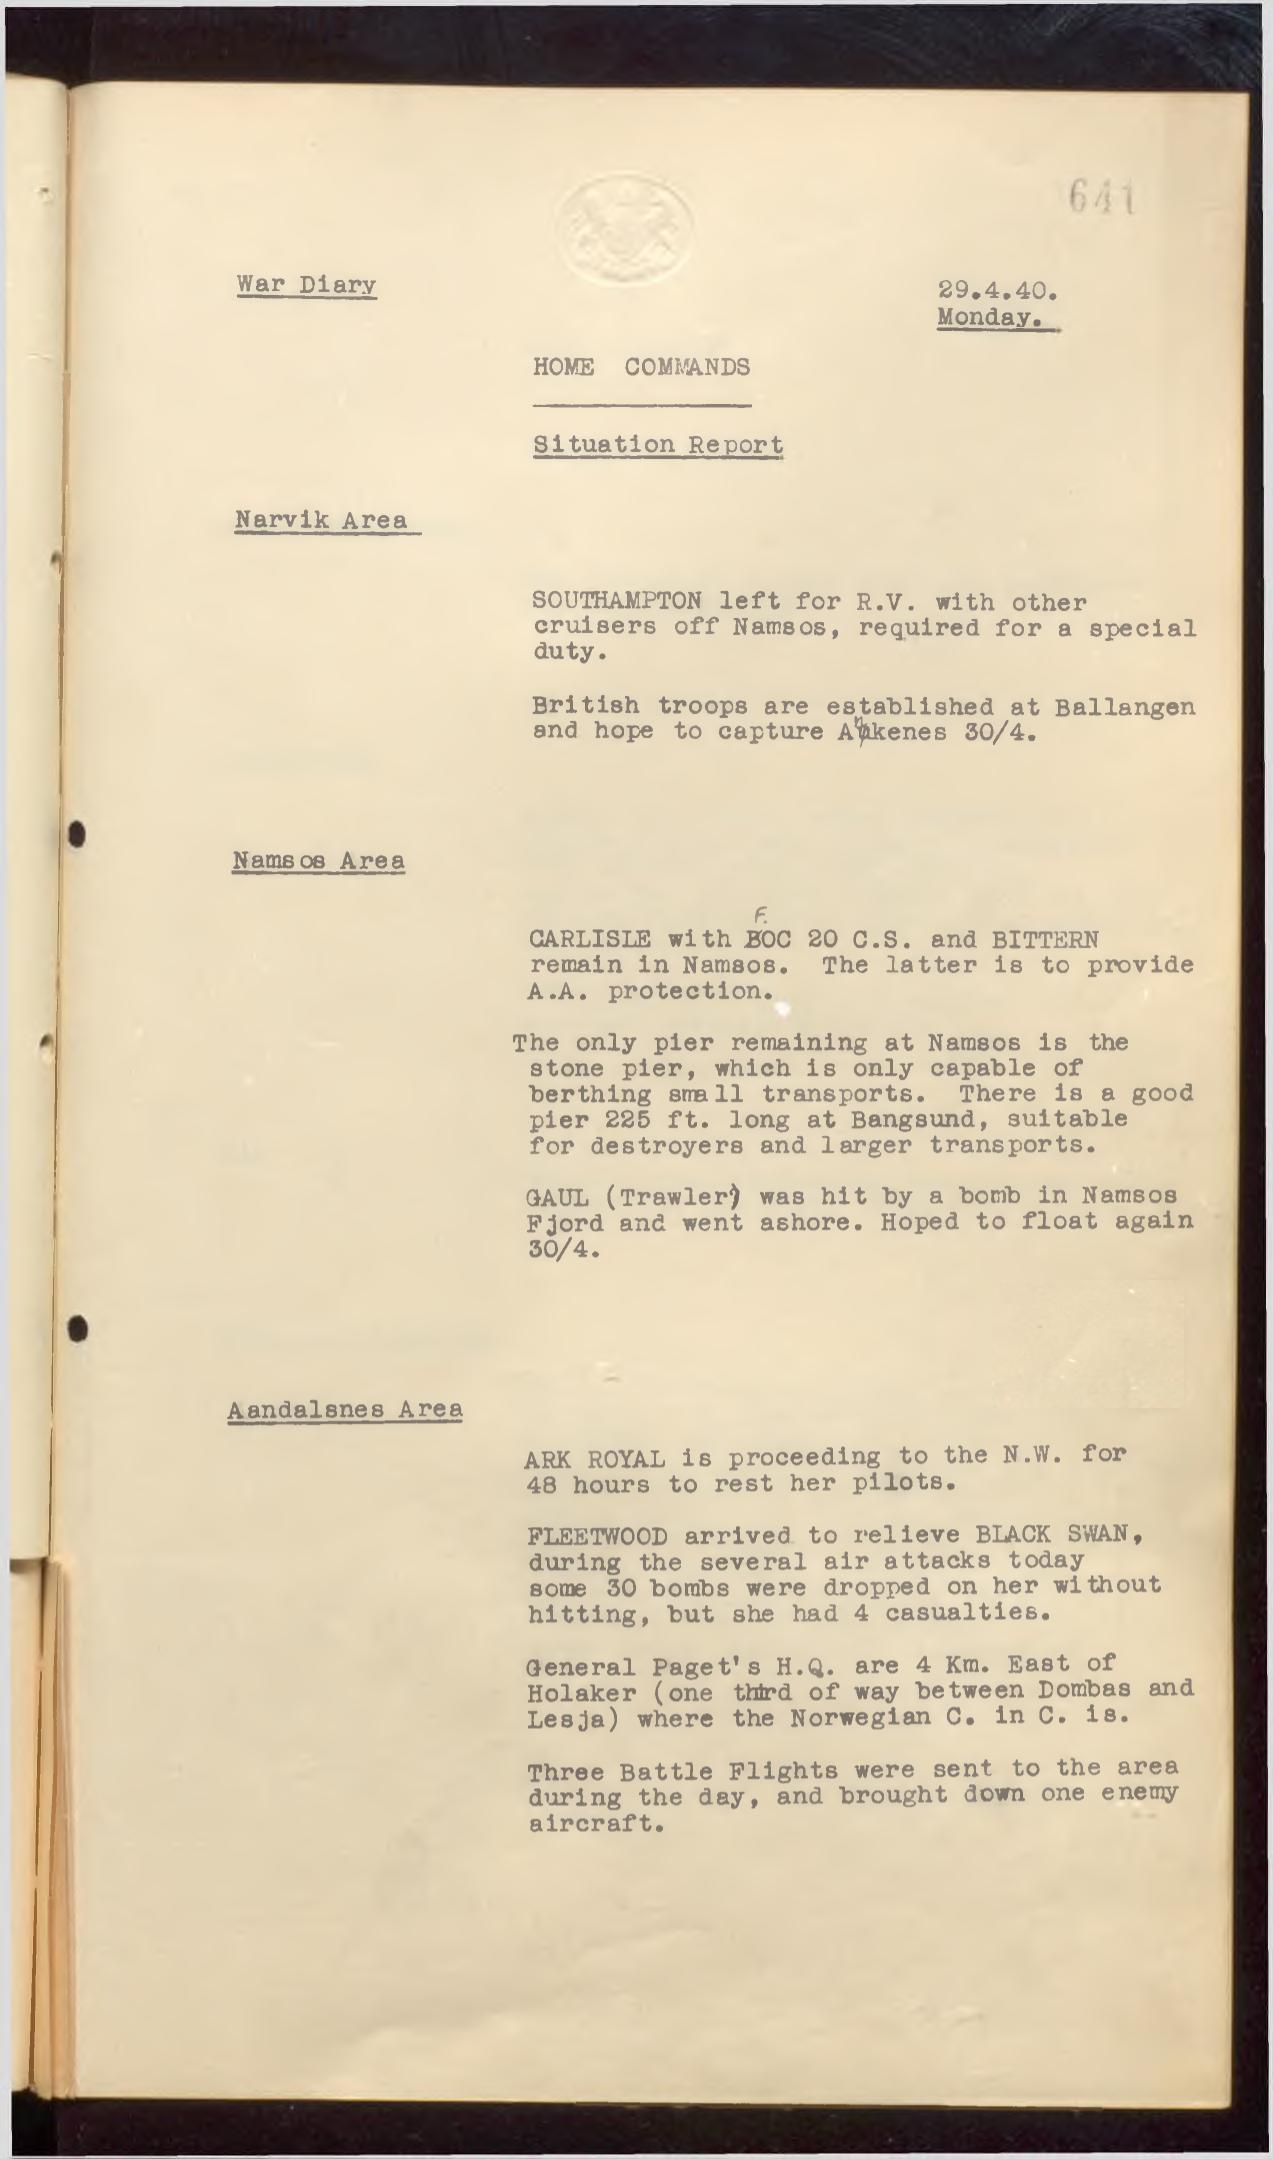 641
War Diary
29.4.40.
Monday.
HOME COMMANDS
Situation Report
Narvik Area
SOUTHAMPTON left for R.V. with other
cruisers off Namsos, required for a special
duty.
British troops are established at Ballangen
and hope to capture Ankenes 30/4.
Namsos Area
CARLISLE with FOC 20 C.S. and BITTERN
remain in Namsos. The latter is to provide
A.A. protection.
The only pier remaining at Namsos is the
stone pier, which is only capable of
berthing small transports. There is a good
pier 225 ft. long at Bangsund, suitable
for destroyers and larger transports.
GAUL (Trawler) was hit by a bomb in Namsos
Fjord and went ashore. Hoped to float again
30/4.
Aandalsnes Area
ARK ROYAL is proceeding to the N.W. for
48 hours to rest her pilots.
FLEETWOOD arrived to relieve BLACK SWAN,
during the several air attacks today
some 30 bombs were dropped on her without
hitting, but she had 4 casualties.
General Paget's H.Q. are 4 Km. East of
Holaker (one third of way between Dombas and
Lesja) where the Norwegian C. in C. is.
Three Battle Flights were sent to the area
during the day, and brought down one enemy
aircraft.